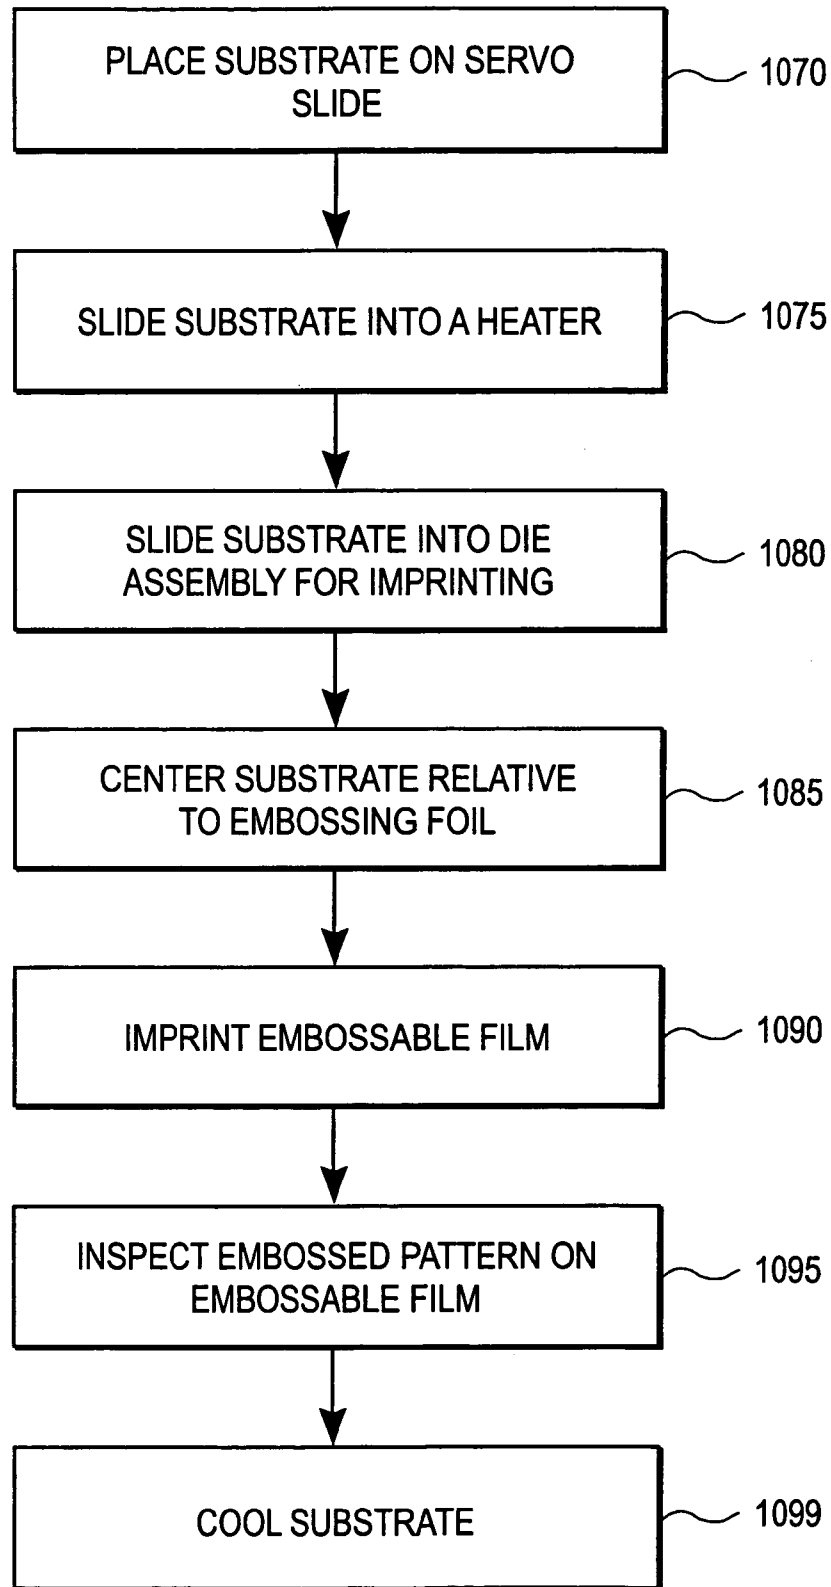 PLACE SUBSTRATE ON SERVO
SLIDE
1070
SLIDE SUBSTRATE INTO A HEATER
1075
SLIDE SUBSTRATE INTO DIE
ASSEMBLY FOR IMPRINTING
1080
CENTER SUBSTRATE RELATIVE
TO EMBOSSING FOIL
1085
IMPRINT EMBOSSABLE FILM
1090
INSPECT EMBOSSED PATTERN ON
EMBOSSABLE FILM
1095
COOL SUBSTRATE
1099